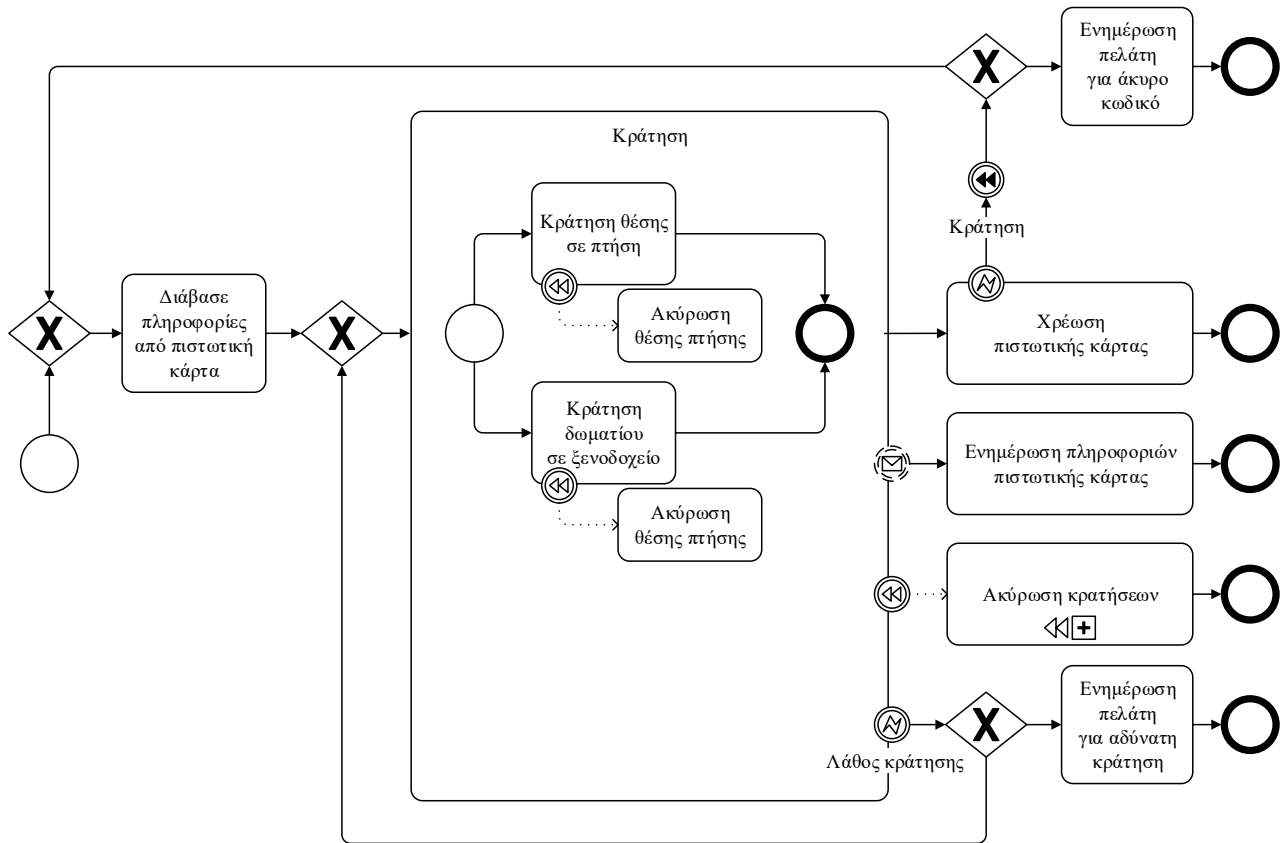 Ενημέρωση
πελάτη
για άκυρο
κωδικό
Κράτηση
Κράτηση θέσης
σε πτήση
Κράτηση
Διάβασε
πληροφορίες
από πιστωτική
κάρτα
Ακύρωση
θέσης πτήσης
Χρέωση
πιστωτικής κάρτας
Κράτηση
δωματίου
σε ξενοδοχείο
Ενημέρωση πληροφοριών
πιστωτικής κάρτας
Ακύρωση
θέσης πτήσης
Ακύρωση κρατήσεων
Λάθος κράτησης
Ενημέρωση
πελάτη
για αδύνατη
κράτηση